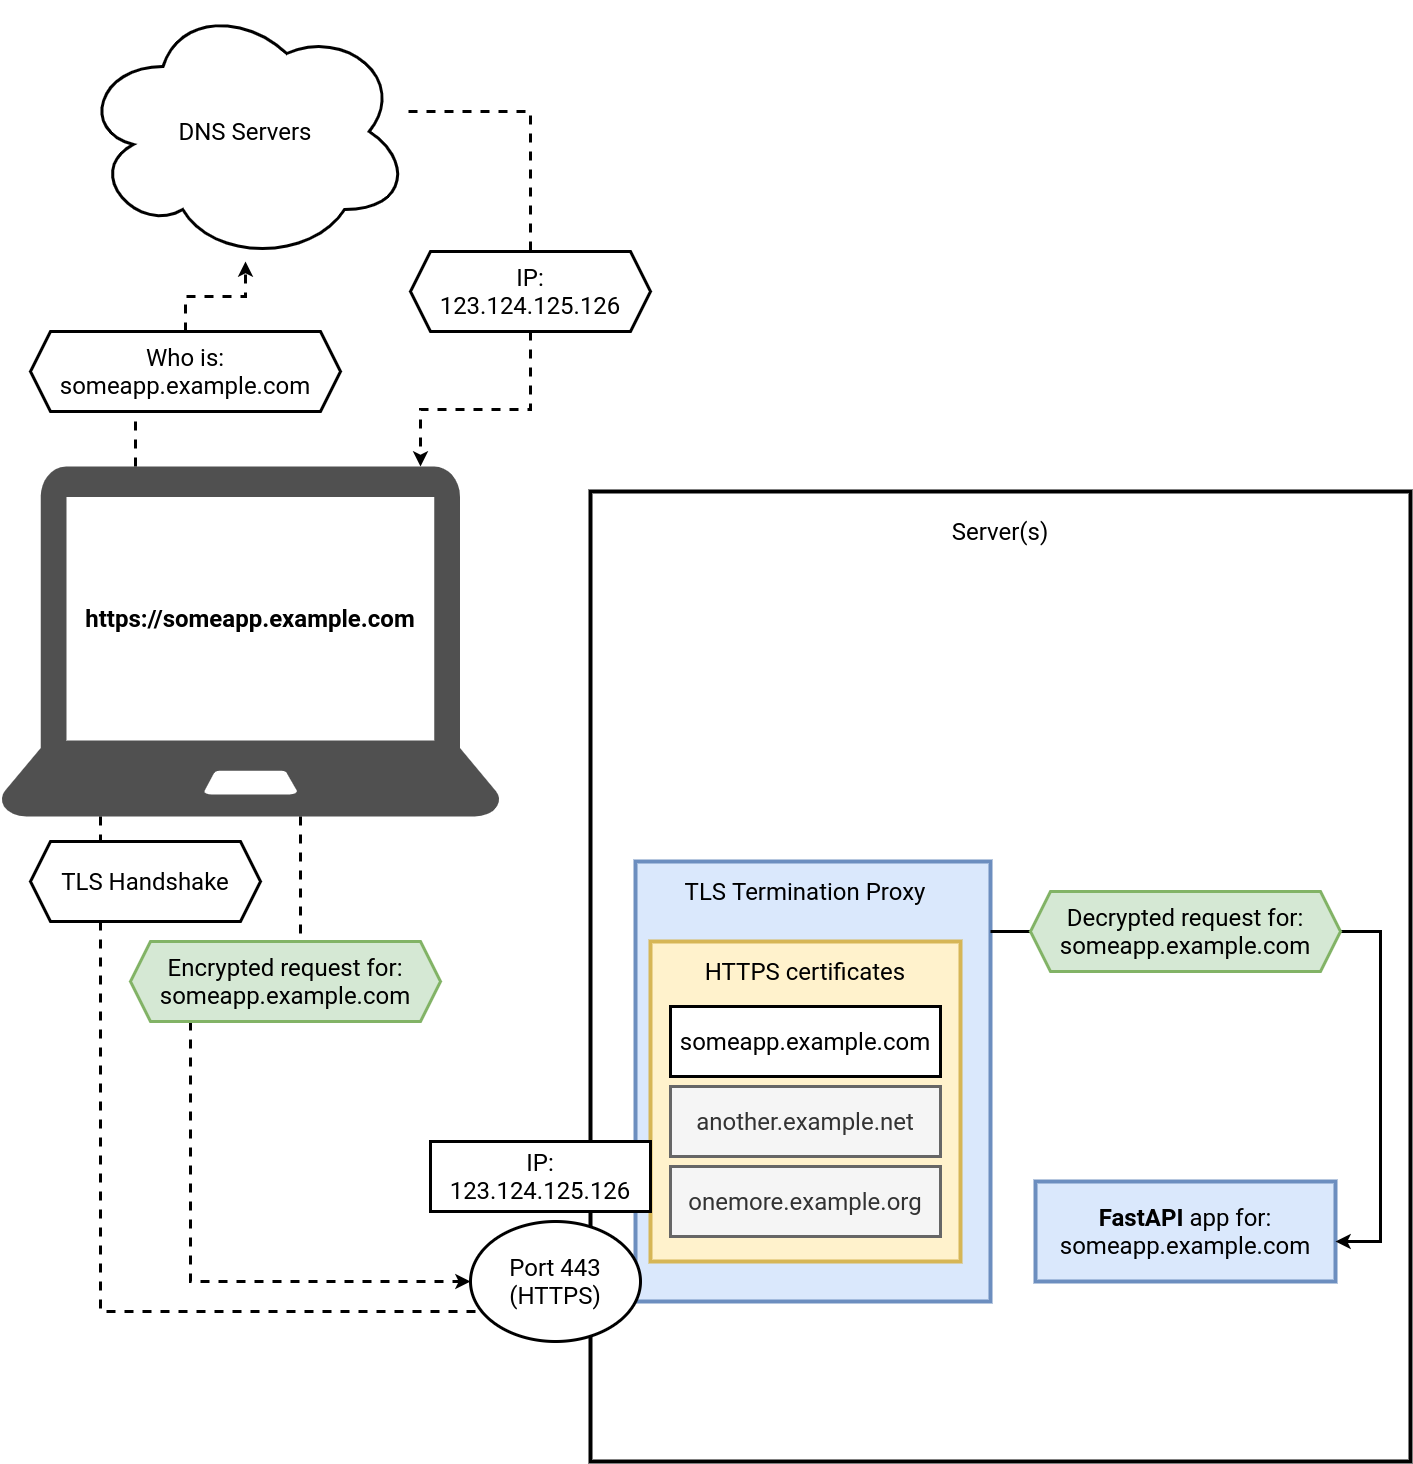 DNS Servers
IP:
123.124.125.126
Who is:
someapp.example.com
https://someapp.example.com
Server(s)
TLS Handshake
Encrypted request for:
someapp.example.com
TLS Termination Proxy
HTTPS certificates
someapp.example.com
another.example.net
onemore.example.org
Decrypted request for:
someapp.example.com
IP:
123.124.125.126
Port 443
(HTTPS)
FastAPI app for:
someapp.example.com